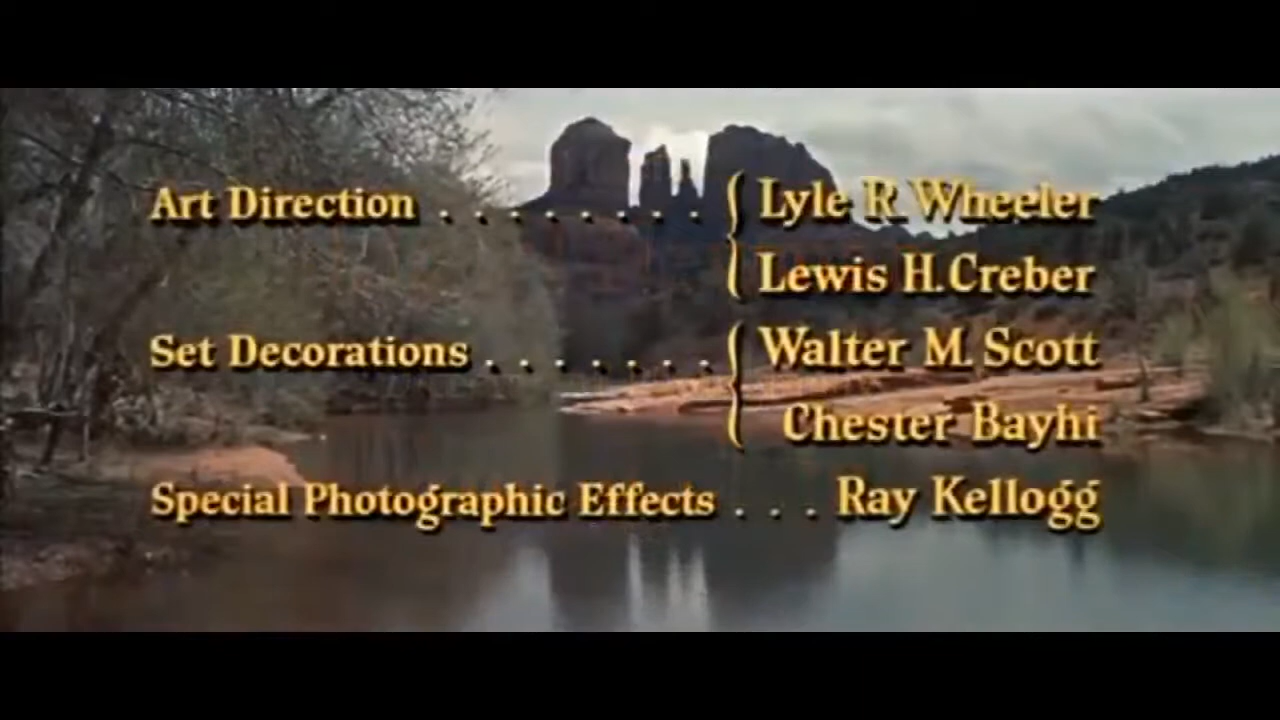 Art Direction . . . . . . . . { Lyle R. Wheeler
Lewis H. Creber
Set Decorations . . . . . . . { Walter M. Scott
Chester Bayhi
Special Photographic Effects . . . Ray Kellogg